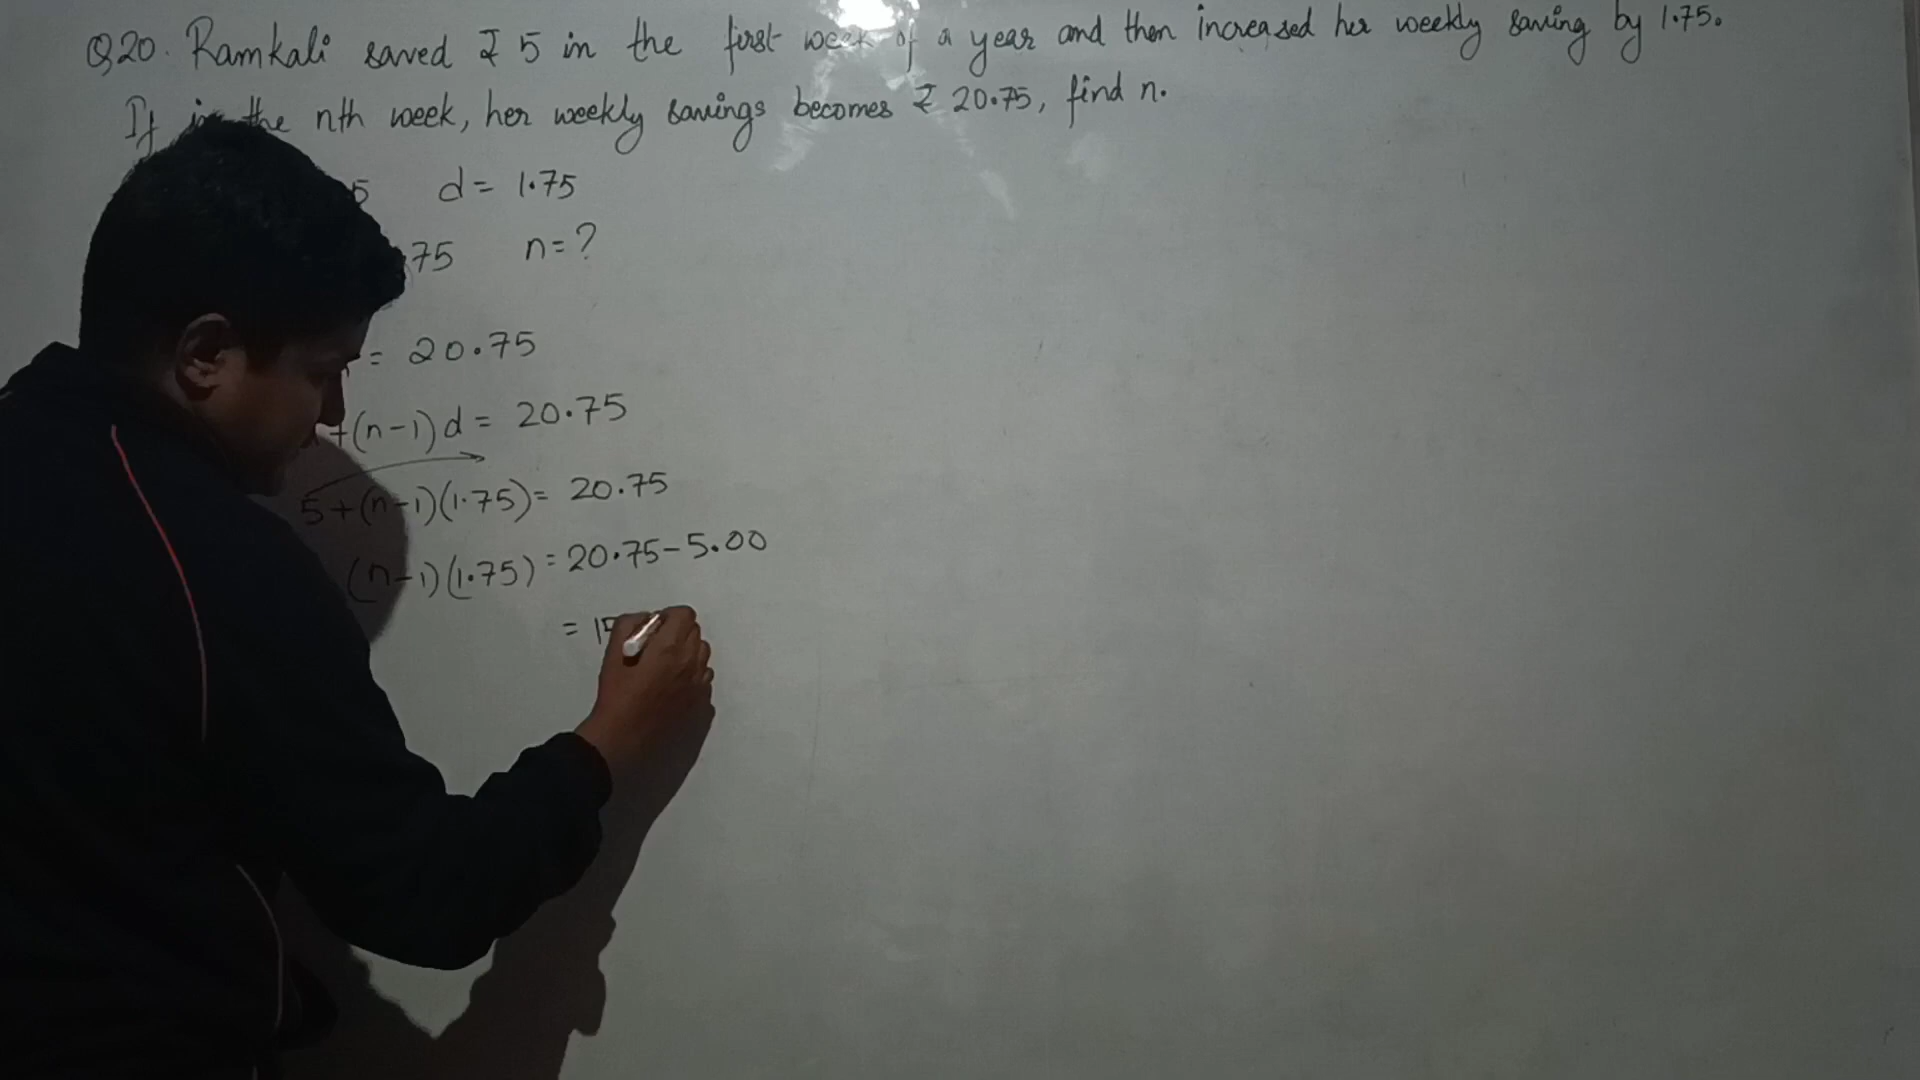 Q20. Ramkali saved ₹ 5 in the first week of a year and then increased her weekly saving by 1.75.
If in the nth week, her weekly savings becomes ₹ 20.75, find n.
5 d = 1.75
75 n = ?
= 20.75
+(n-1)d = 20.75
5+(n-1)(1.75) = 20.75
(n-1)(1.75) = 20.75-5.00
= 15